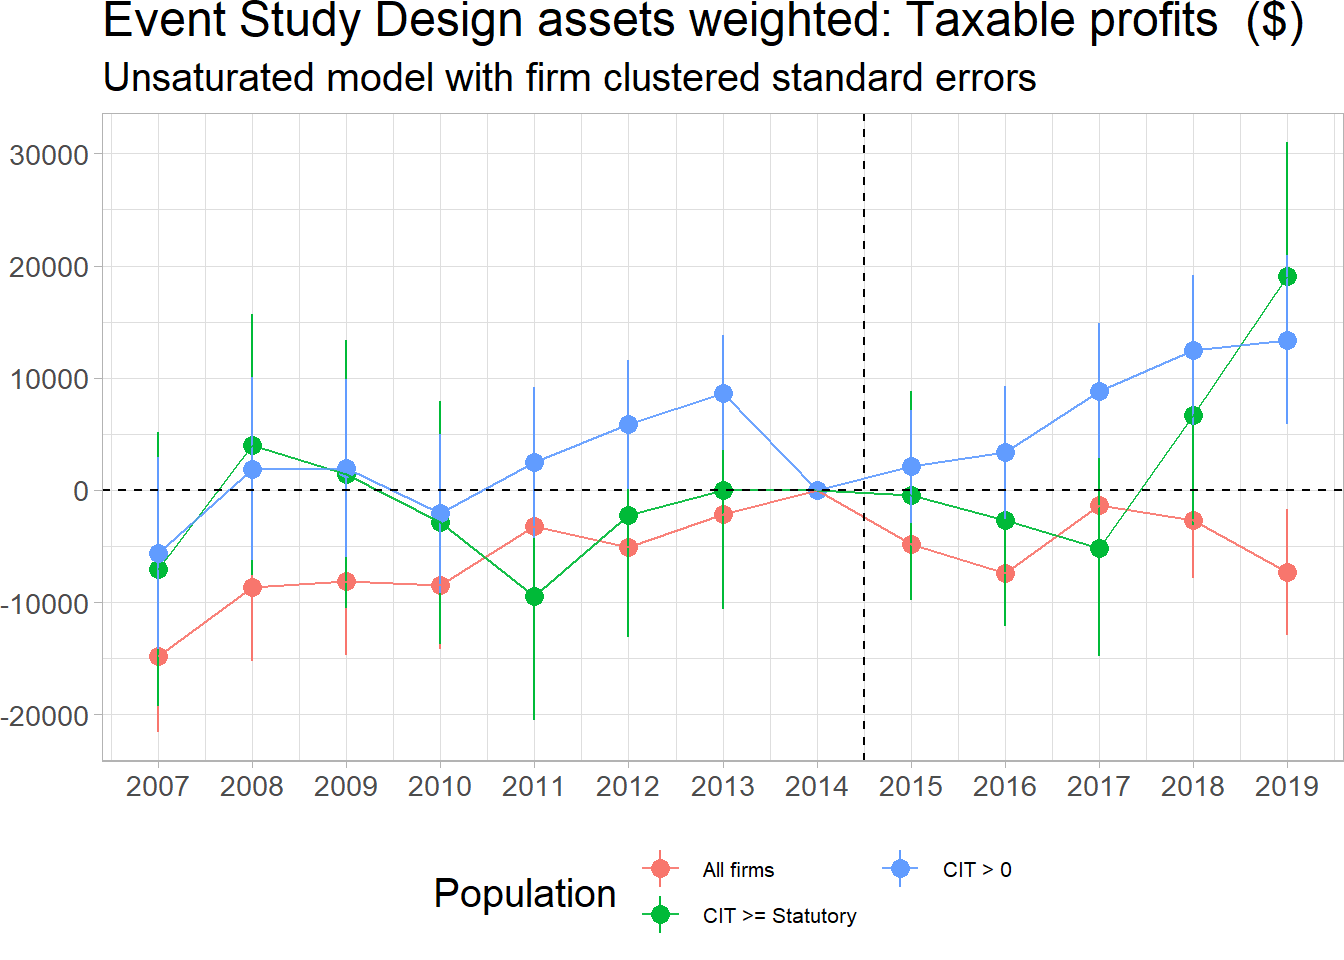 Event Study Design assets weighted: Taxable profits  ($)
Unsaturated model with firm clustered standard errors
30000
20000
10000
0
-10000
-20000
2007 2008 2009 2010 2011 2012 2013 2014 2015 2016 2017 2018 2019
Population
All firms
CIT >= Statutory
CIT > 0